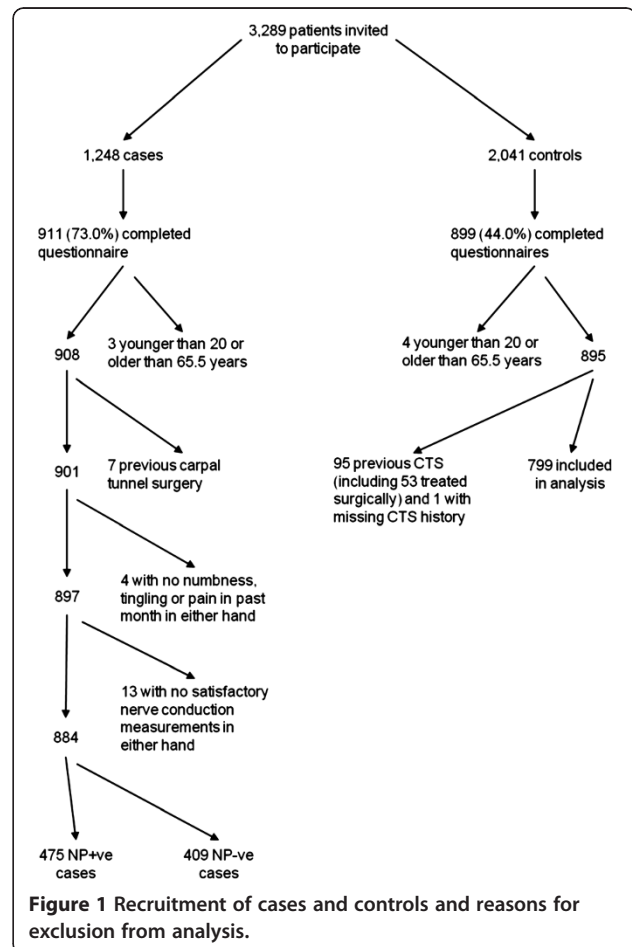 3,289 patients invited
to participate
1,248 cases
2,041 controls
911 (73.0%) completed
questionnaire
899 (44.0%) completed
questionnaires
908
3 younger than 20 or
older than 65.5 years
4 younger than 20 or
older than 65.5 years
895
901
7 previous carpal
tunnel surgery
95 previous CTS
(including 53 treated
surgically) and 1 with
missing CTS history
799 included
in analysis
897
4 with no numbness,
tingling or pain in past
month in either hand
884
13 with no satisfactory
nerve conduction
measurements in
either hand
475 NP+ve
cases
409 NP-ve
cases
Figure 1 Recruitment of cases and controls and reasons for
exclusion from analysis.